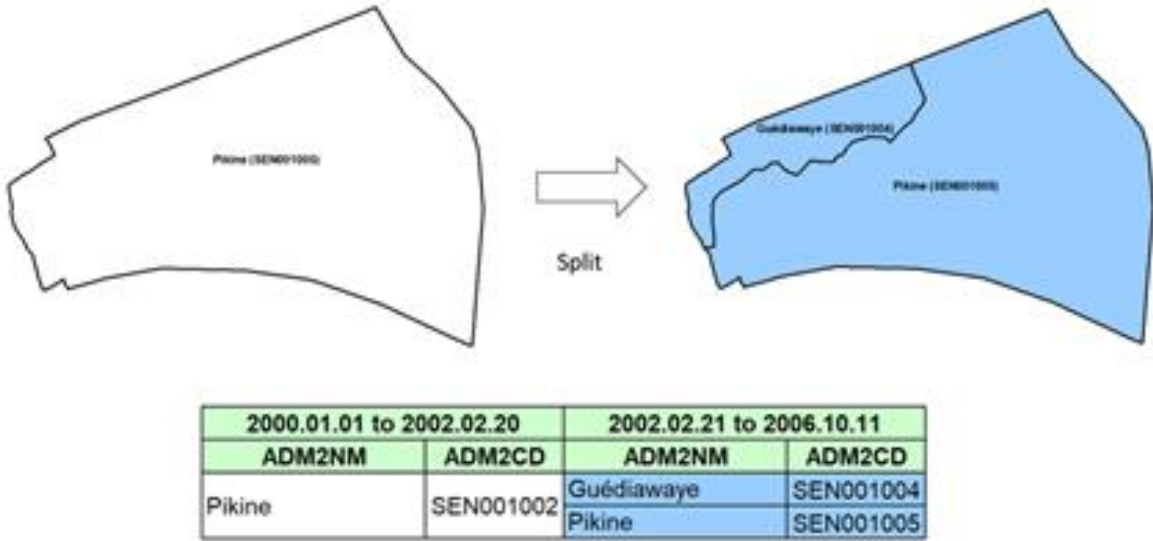 Pikine
Guédiawaye (SEN001004)
Pikine (SEN001005)
Split
2000.01.01 to 2002.02.20 2002.02.21 to 2006.10.11
ADM2NM ADM2CD ADM2NM ADM2CD
Pikine SEN001002 Guédiawaye SEN001004
Pikine SEN001005